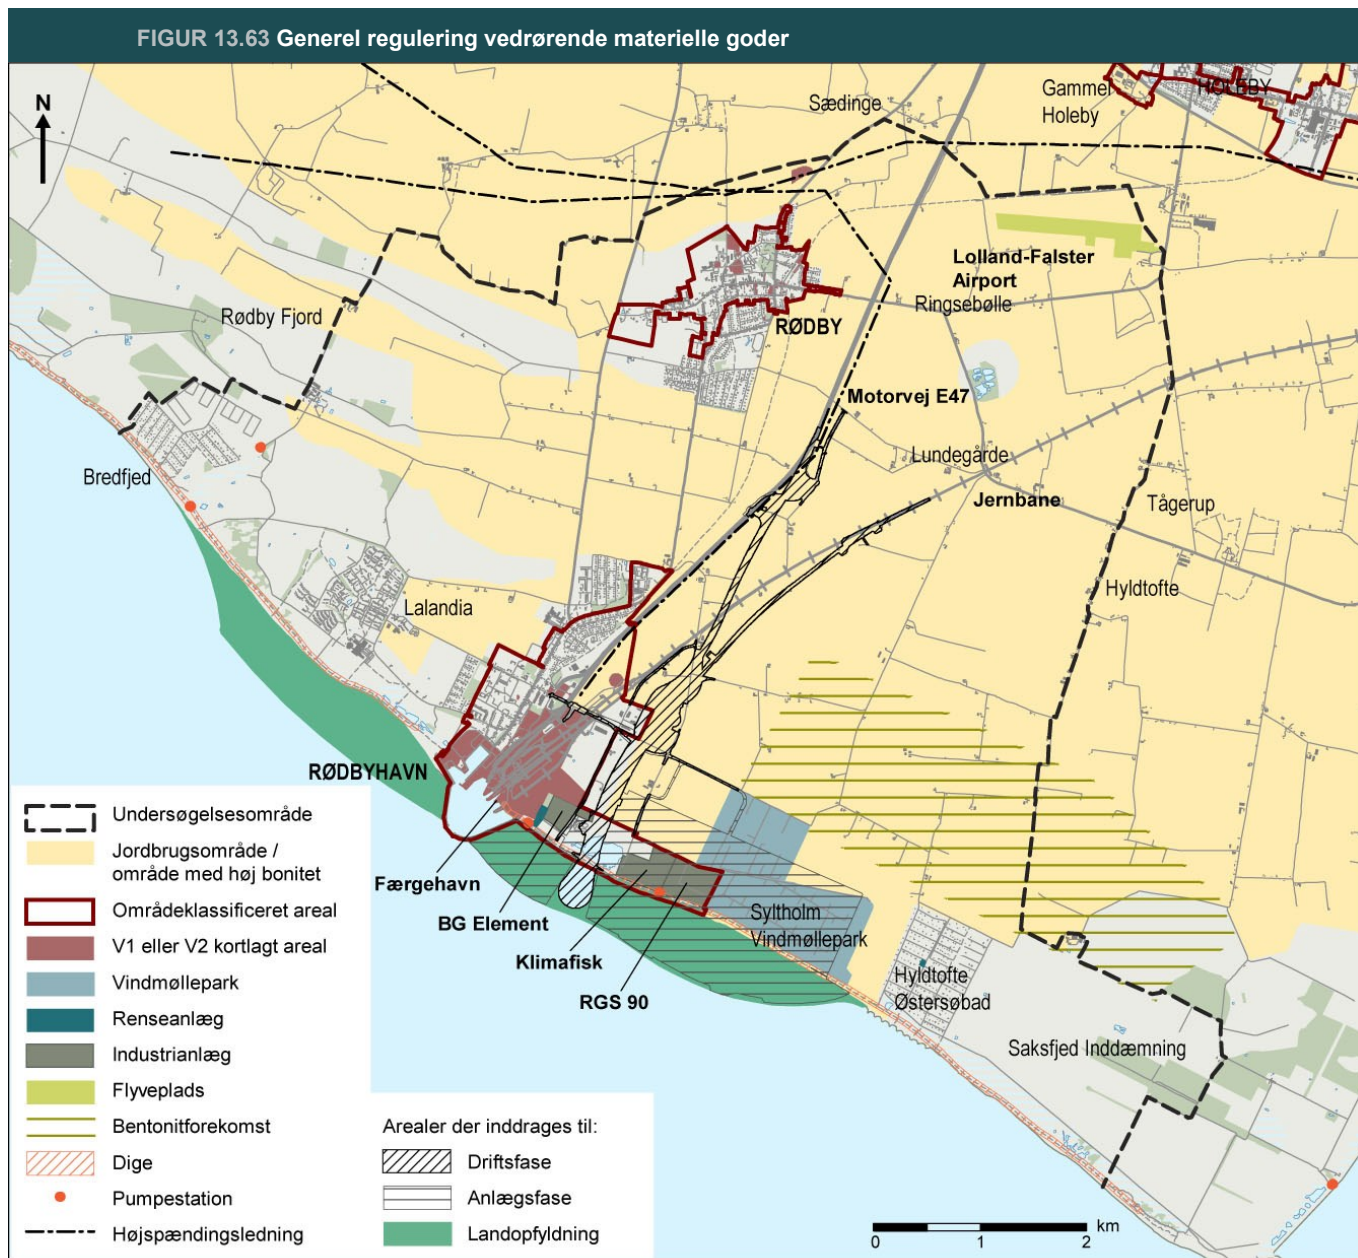 FIGUR 13.63 Generel regulering vedrørende materielle goder
N
Sædinge
Gammel
Holeby
HOLEBY
Lolland-Falster
Airport
Ringsebølle
Rødby Fjord
RØDBY
Motorvej E47
Lundegårde
Bredfjed
Jernbane
Tågerup
Hyldtofte
Lalandia
RØDBYHAVN
Færgehavn
BG Element
Klimafisk
RGS 90
Syltholm
Vindmøllepark
Hyldtofte
Østersøbad
Saksfjed Inddæmning
Undersøgelsesområde
Jordbrugsområde /
område med høj bonitet
Områdeklassificeret areal
V1 eller V2 kortlagt areal
Vindmøllepark
Renseanlæg
Industrianlæg
Flyveplads
Bentonitforekomst
Dige
Pumpestation
Højspændingsledning
Arealer der inddrages til:
Driftsfase
Anlægsfase
Landopfyldning
km
0 1 2